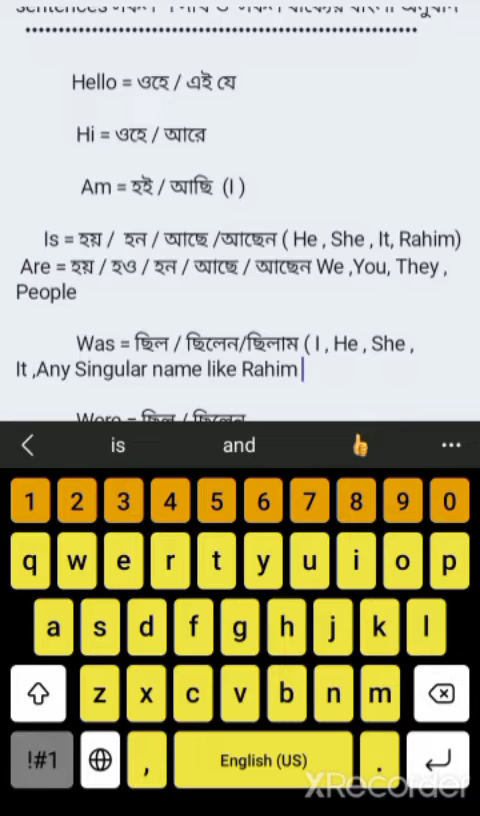 sentences
••••••••••••••••••••••••••••••••••••••••••••••••••••••••••••
Hello = ওহে / এই যে
Hi = ওহে / আরে
Am = হই / আছি (I )
Is = হয় / হন / আছে /আছেন ( He , She , It, Rahim)
Are = হয় / হও / হন / আছে / আছেন We ,You, They ,
People
Was = ছিল / ছিলেন/ছিলাম ( I , He , She ,
It ,Any Singular name like Rahim
Were = ছিল / ছিলেন
is and 👍
1 2 3 4 5 6 7 8 9 0
q w e r t y u i o p
a s d f g h j k l
z x c v b n m
!#1 , English (US) .
XRecorder